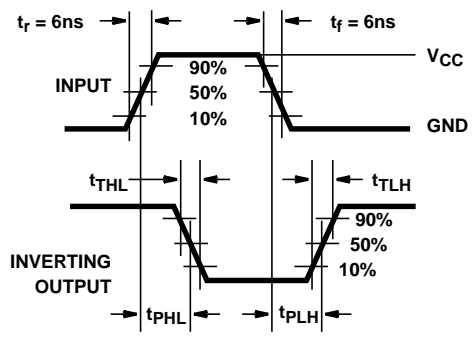 tr = 6ns
tf = 6ns
VCC
INPUT
90%
50%
10%
GND
tTHL
tTLH
90%
50%
10%
INVERTING
OUTPUT
tPHL
tPLH